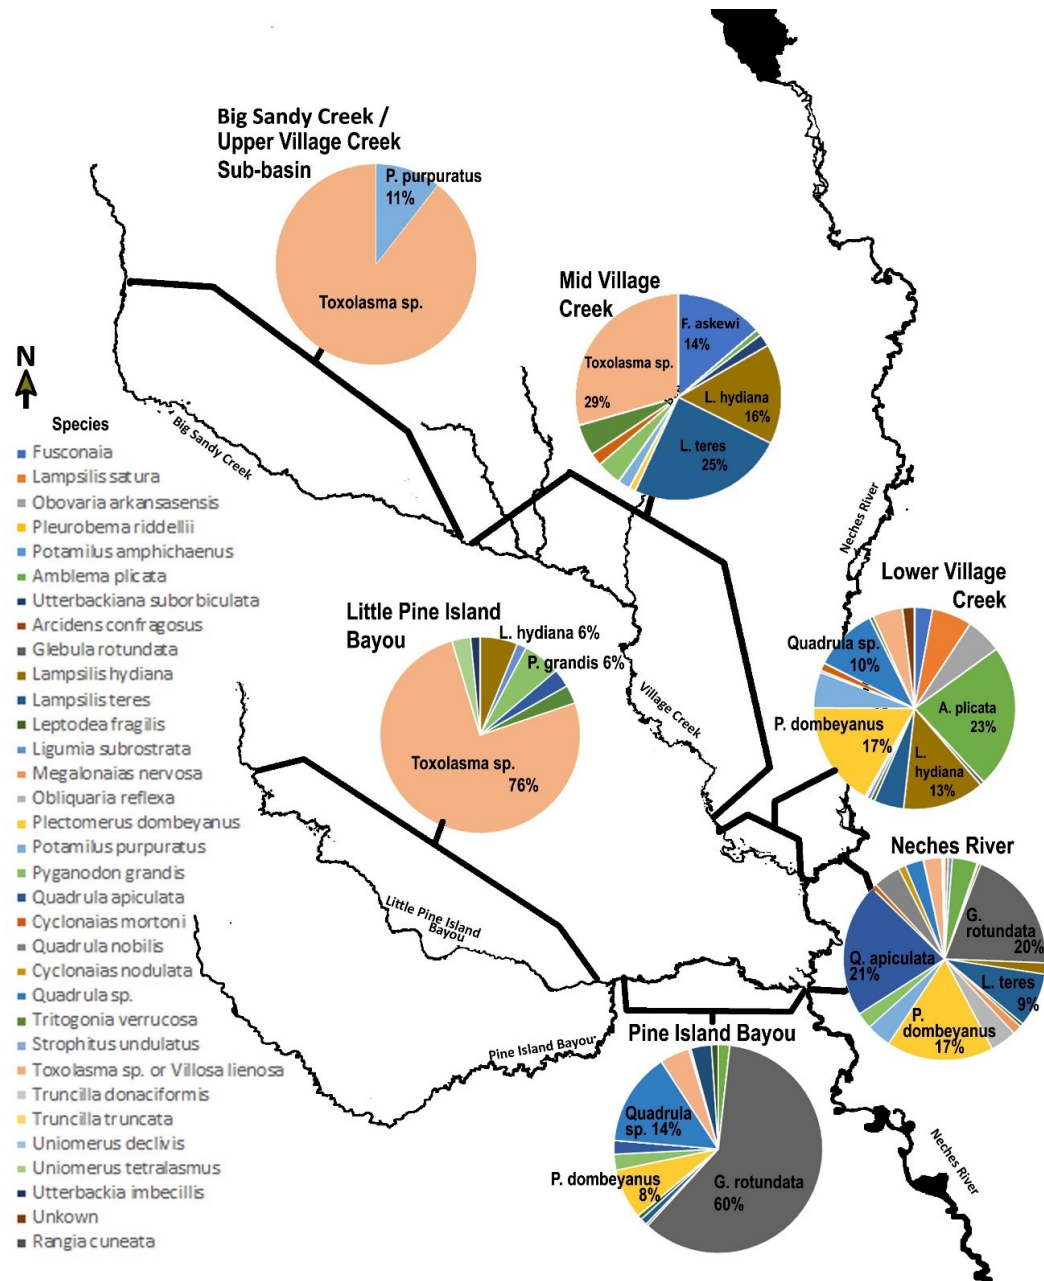 Big Sandy Creek /
Upper Village Creek
Sub-basin
P. purpuratus
11%
Toxolasma sp.
Mid Village
Creek
F. askewi
14%
Toxolasma sp.
29%
L. hydiana
16%
L. teres
25%
N
Species
Fusconaia
Lampsilis satura
Obovaria arkansasensis
Pleurobema riddellii
Potamilus amphichaenus
Amblema plicata
Utterbackiana suborbiculata
Arcidens confragosus
Glebula rotundata
Lampsilis hydiana
Lampsilis teres
Leptodea fragilis
Ligumia subrostrata
Megalonaias nervosa
Obliquaria reflexa
Plectomerus dombeyanus
Potamilus purpuratus
Pyganodon grandis
Quadrula apiculata
Cyclonaias mortoni
Quadrula nobilis
Cyclonaias nodulata
Quadrula sp.
Tritogonia verrucosa
Strophitus undulatus
Toxolasma sp. or Villosa lienosa
Truncilla donaciformis
Truncilla truncata
Uniomerus declivis
Uniomerus tetralasmus
Utterbackia imbecillis
Unkown
Rangia cuneata
Big Sandy Creek
Neches River
Little Pine Island
Bayou
L. hydiana 6%
P. grandis 6%
Toxolasma sp.
76%
Village Creek
Lower Village
Creek
Quadrula sp.
10%
A. plicata
23%
P. dombeyanus
17%
L.
hydiana
13%
Neches River
G.
rotundata
20%
Q. apiculata
21%
L. teres
9%
P.
dombeyanus
17%
Little Pine Island
Bayou
Pine Island Bayou
Pine Island Bayou
Quadrula
sp. 14%
P. dombeyanus
8%
G. rotundata
60%
Neches River